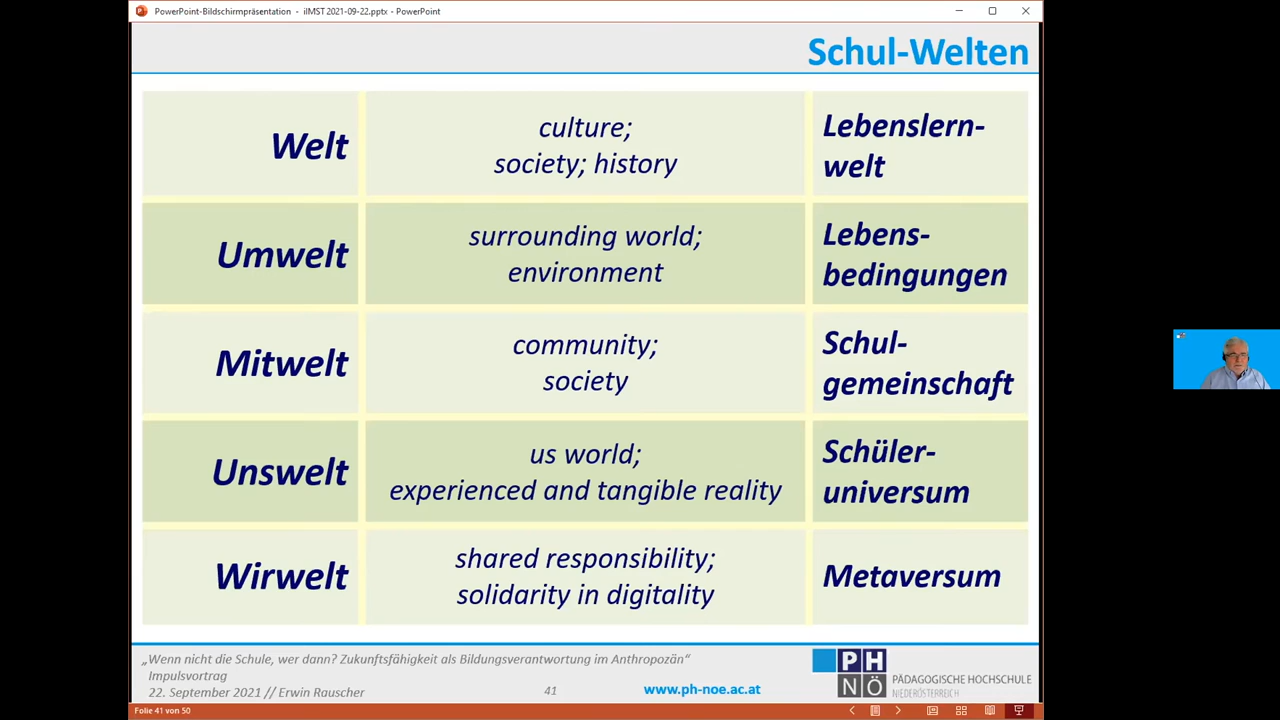 PowerPoint-Bildschirmpräsentation - iIMST 2021-09-22.pptx - PowerPoint
Schul-Welten
Welt
culture;
society; history
Lebenslern-
welt
Umwelt
surrounding world;
environment
Lebens-
bedingungen
Mitwelt
community;
society
Schul-
gemeinschaft
Unswelt
us world;
experienced and tangible reality
Schüler-
universum
Wirwelt
shared responsibility;
solidarity in digitality
Metaversum
„Wenn nicht die Schule, wer dann? Zukunftsfähigkeit als Bildungsverantwortung im Anthropozän“
Impulsvortrag
22. September 2021 // Erwin Rauscher
41
www.ph-noe.ac.at
PH
NÖ
PÄDAGOGISCHE HOCHSCHULE
NIEDERÖSTERREICH
Folie 41 von 50